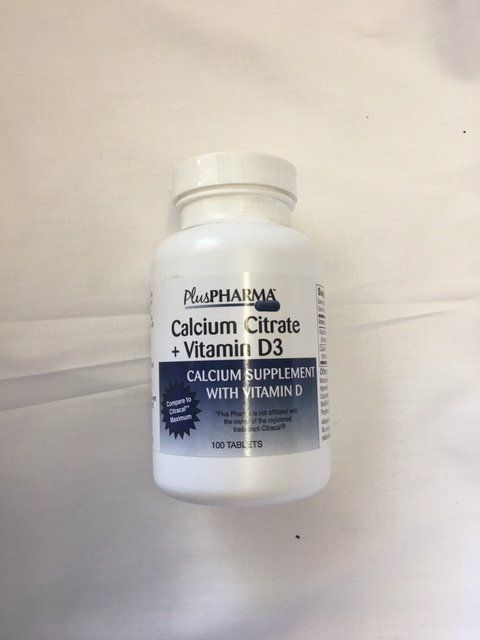 PlusPHARMA
Calcium Citrate
+ Vitamin D3
CALCIUM SUPPLEMENT
WITH VITAMIN D
Compare to
Citracal®
Maximum
*Plus Pharma is not affiliated with
the owner of the registered
trademark Citracal®
100 TABLETS